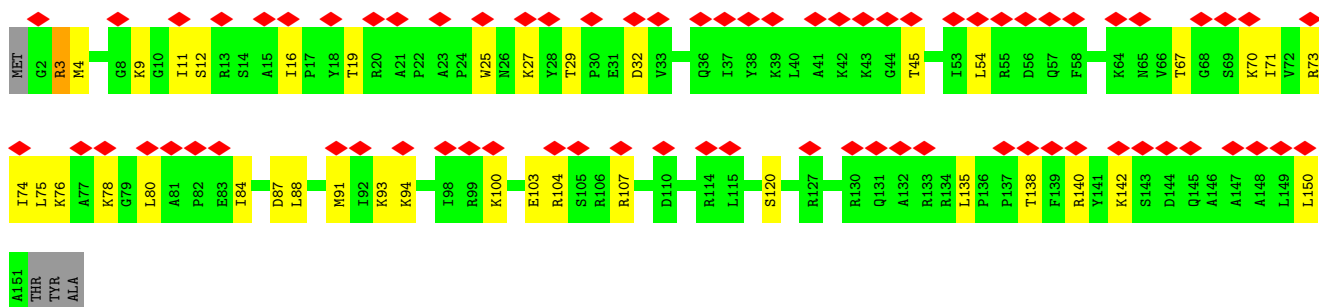 MET G2 R3 M4 G8 K9 G10 I11 S12 R13 S14 A15 I16 P17 Y18 T19 R20 A21 P22 A23 P24 W25 N26 K27 Y28 T29 P30 E31 D32 V33 Q36 I37 Y38 K39 L40 A41 K42 K43 G44 T45 I53 L54 R55 D56 Q57 F58 K64 N65 V66 T67 G68 S69 K70 I71 V72 R73
I74 L75 K76 A77 K78 G79 L80 A81 P82 E83 I84 D87 L88 M91 I92 K93 K94 I98 R99 K100 E103 R104 S105 R106 R107 D110 R114 L115 S120 R127 R130 Q131 A132 R133 R134 L135 P136 P137 T138 F139 R140 Y141 K142 S143 D144 Q145 A146 A147 A148 L149 L150
A151 THR TYR ALA